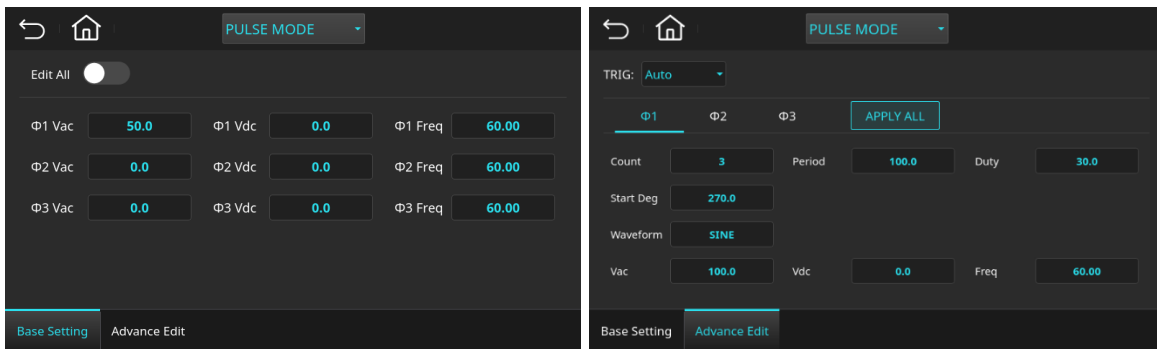 PULSE MODE
Edit All
Φ1 Vac 50.0 Φ1 Vdc 0.0 Φ1 Freq 60.00
Φ2 Vac 0.0 Φ2 Vdc 0.0 Φ2 Freq 60.00
Φ3 Vac 0.0 Φ3 Vdc 0.0 Φ3 Freq 60.00
Base Setting Advance Edit
PULSE MODE
TRIG: Auto
Φ1 Φ2 Φ3 APPLY ALL
Count 3 Period 100.0 Duty 30.0
Start Deg 270.0
Waveform SINE
Vac 100.0 Vdc 0.0 Freq 60.00
Base Setting Advance Edit